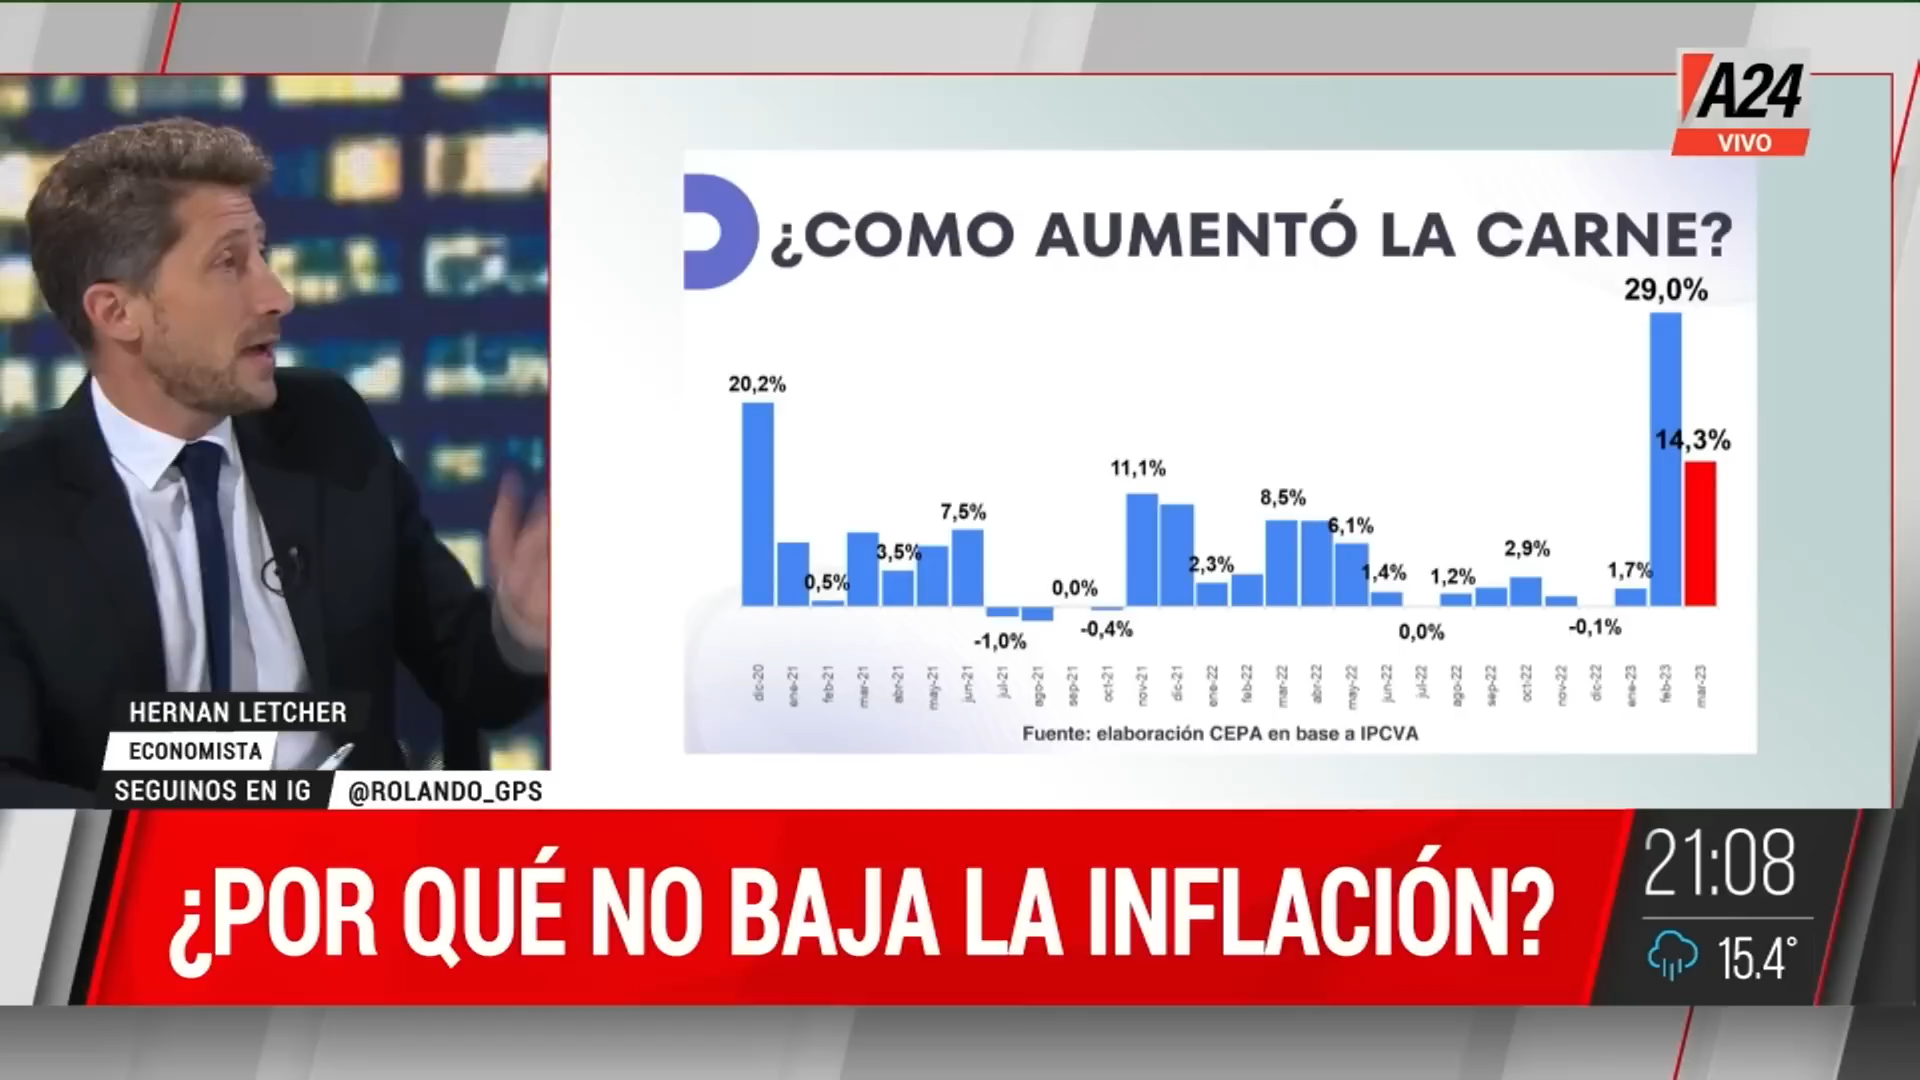 A24
VIVO
¿COMO AUMENTÓ LA CARNE?
29,0%
20,2%
14,3%
11,1%
8,5%
7,5%
6,1%
3,5%
2,9%
0,5%
0,0%
2,3%
1,4%
1,2%
1,7%
-1,0%
-0,4%
0,0%
-0,1%
dic-20 ene-21 feb-21 mar-21 abr-21 may-21 jun-21 jul-21 ago-21 sep-21 oct-21 nov-21 dic-21 ene-22 feb-22 mar-22 abr-22 may-22 jun-22 jul-22 ago-22 sep-22 oct-22 nov-22 dic-22 ene-23 feb-23 mar-23
Fuente: elaboración CEPA en base a IPCVA
HERNAN LETCHER
ECONOMISTA
SEGUINOS EN IG @ROLANDO_GPS
¿POR QUÉ NO BAJA LA INFLACIÓN?
21:08
15.4°